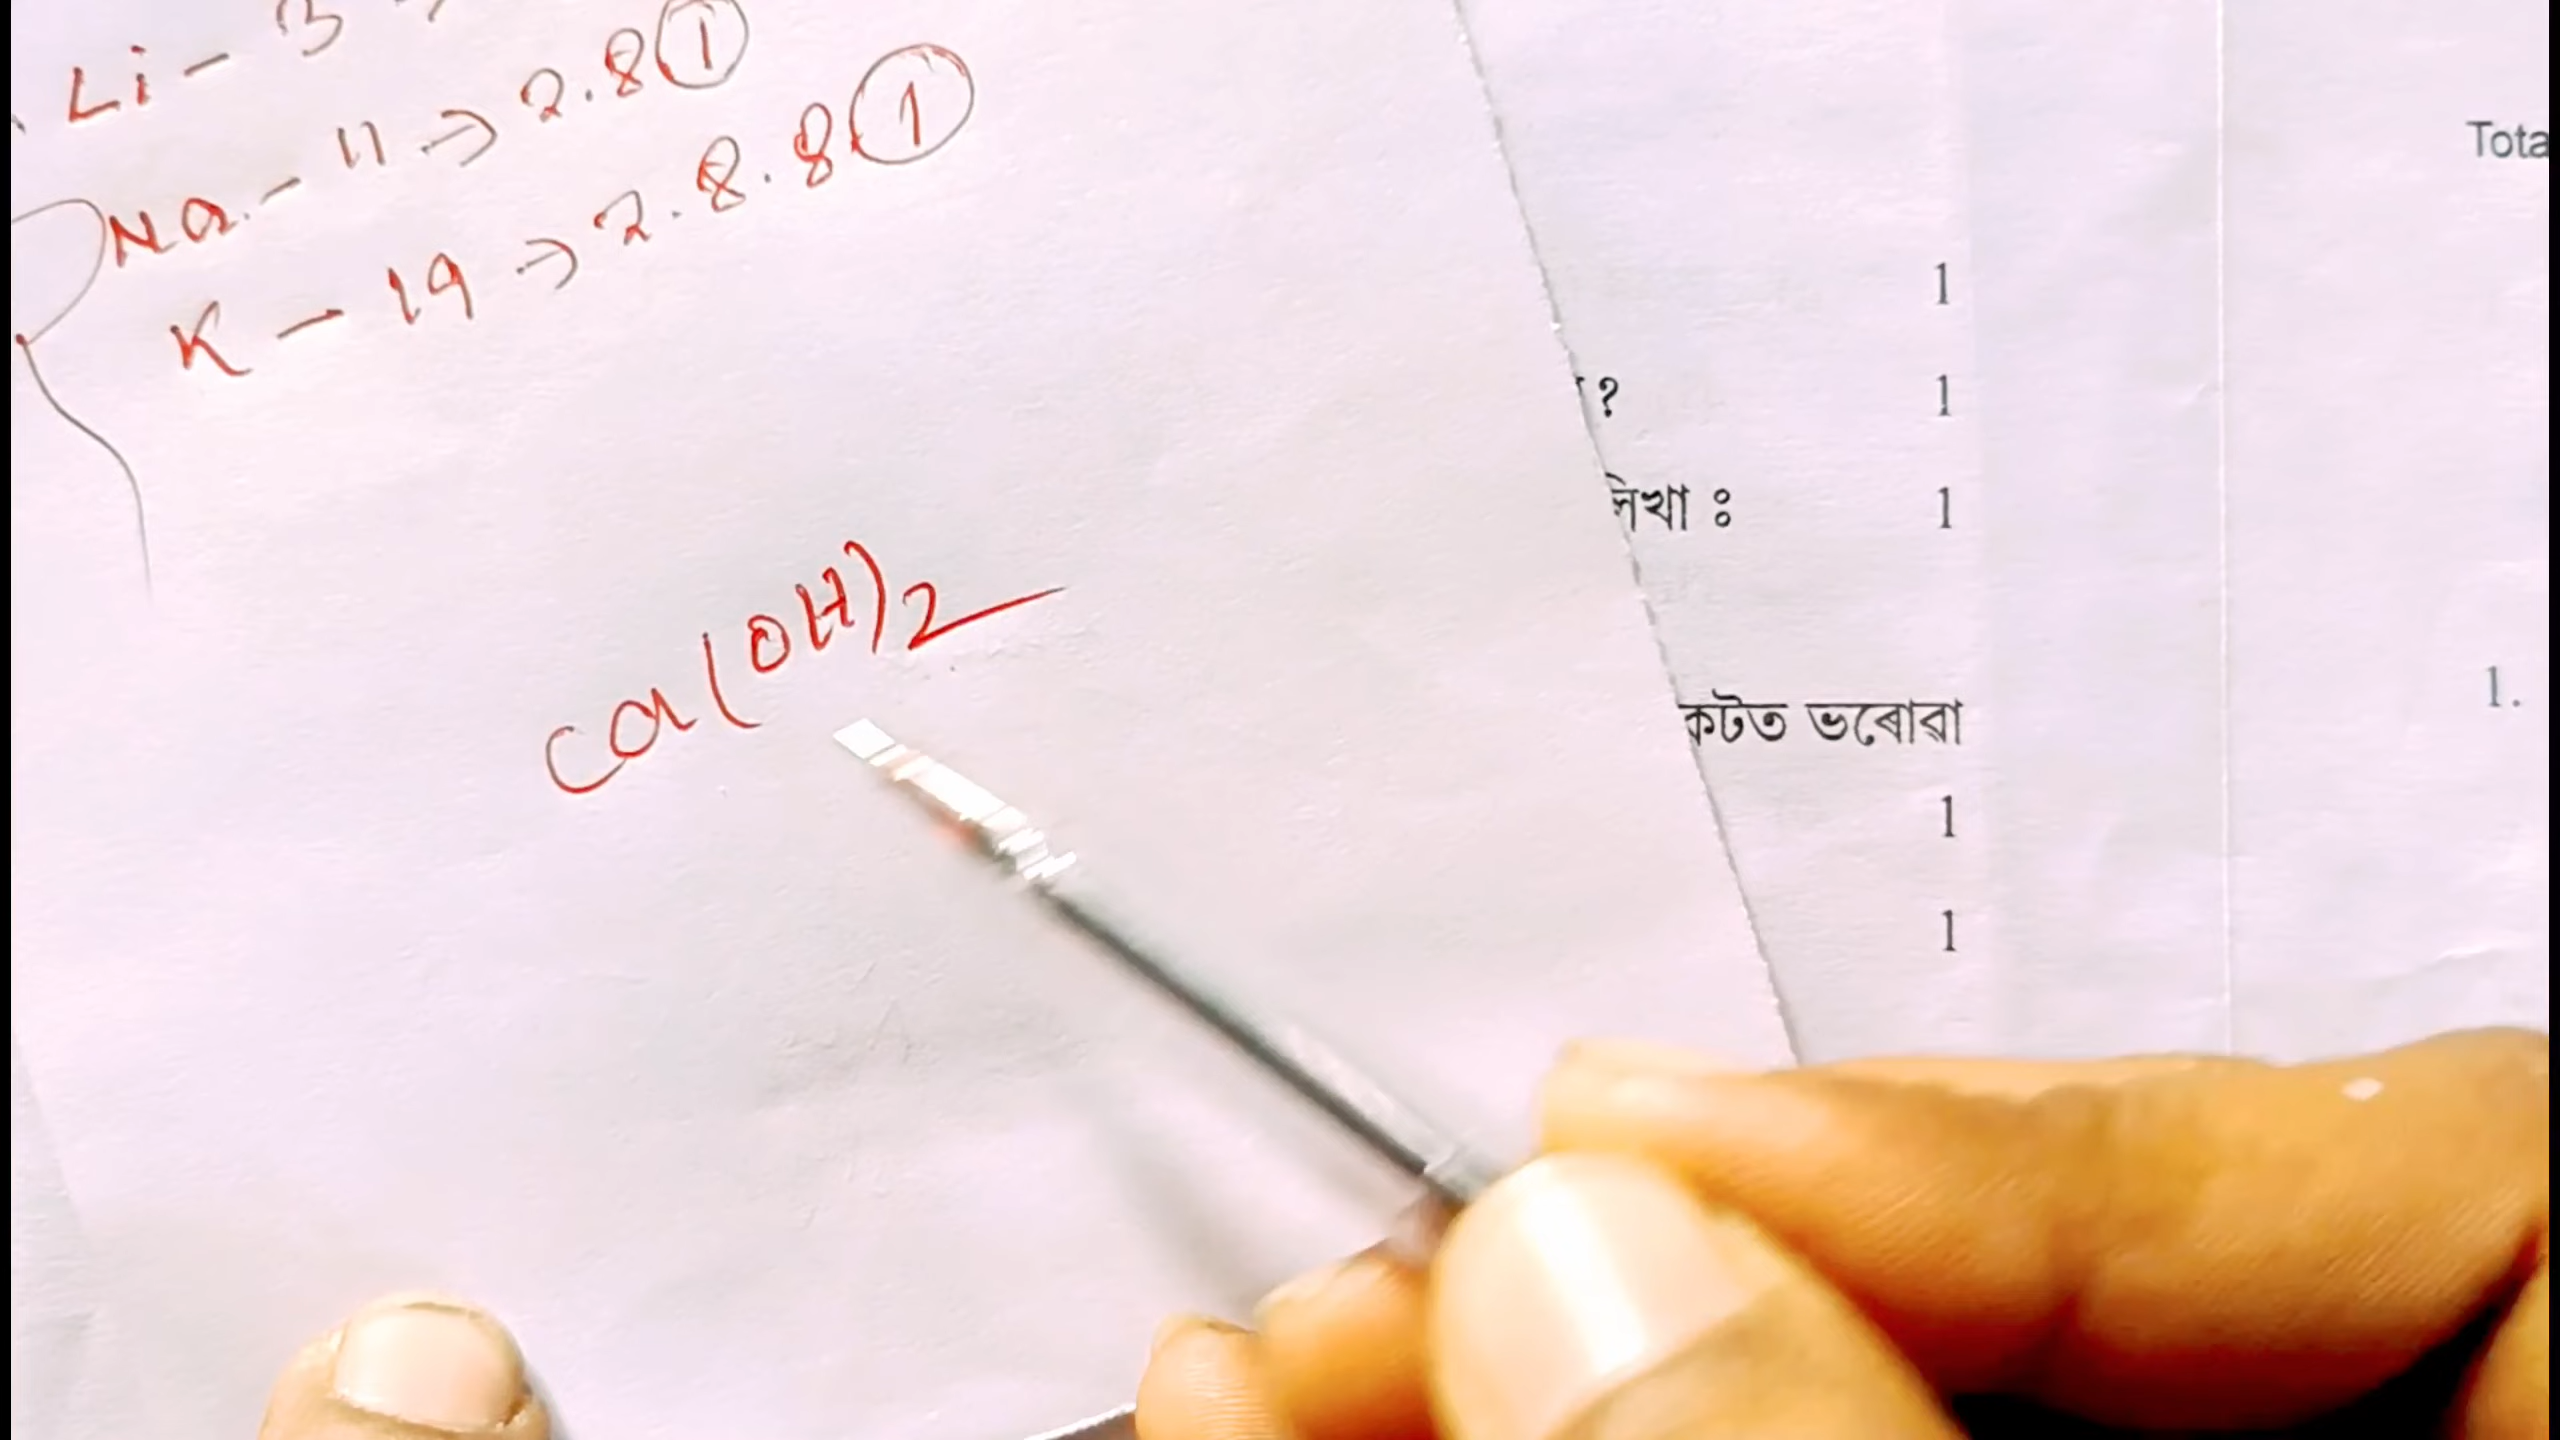 Li - 3
Na - 11 → 2.8 1
K - 19 → 2.8.8 1
Ca(OH)2
Tota
1
? 1
লিখা ঃ 1
কটত ভৰোৱা
1
1
1.